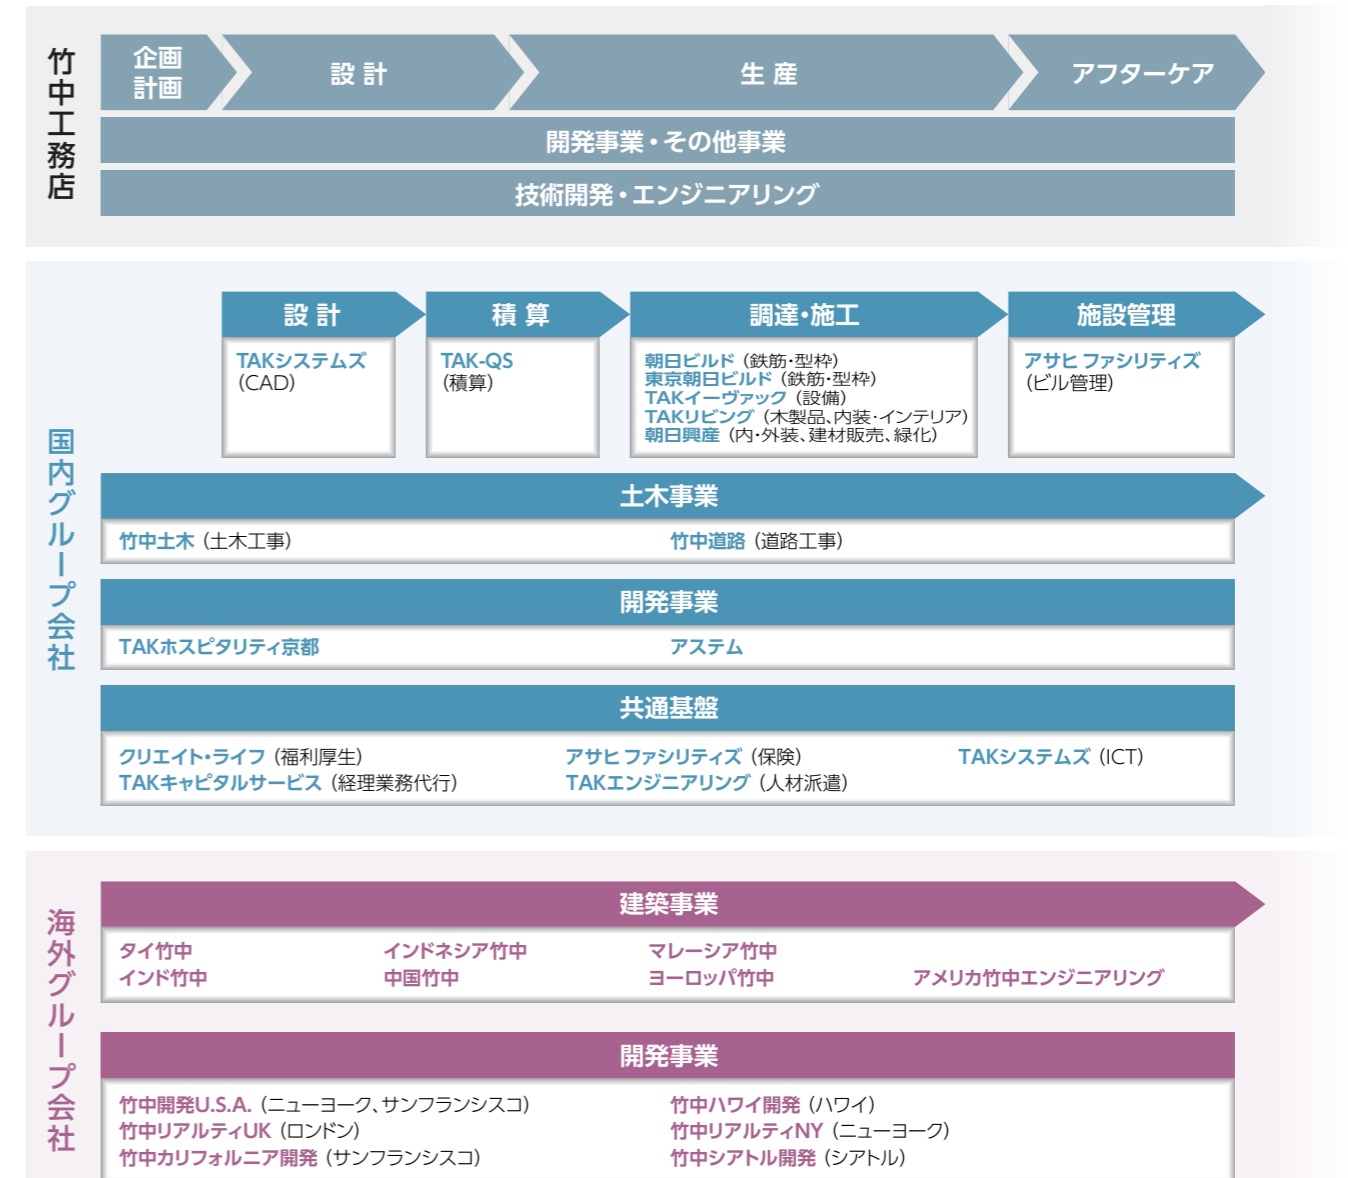 竹中工務店
企画
計画
設 計
生 産
アフターケア
開発事業・その他事業
技術開発・エンジニアリング
国内グループ会社
設 計
TAKシステムズ
(CAD)
積 算
TAK-QS
(積算)
調達・施工
朝日ビルド (鉄筋・型枠)
東京朝日ビルド (鉄筋・型枠)
TAKイーヴァック (設備)
TAKリビング (木製品、内装・インテリア)
朝日興産 (内・外装、建材販売、緑化)
施設管理
アサヒ ファシリティズ
(ビル管理)
土木事業
竹中土木 (土木工事) 竹中道路 (道路工事)
開発事業
TAKホスピタリティ京都 アステム
共通基盤
クリエイト・ライフ (福利厚生) アサヒ ファシリティズ (保険) TAKシステムズ (ICT)
TAKキャピタルサービス (経理業務代行) TAKエンジニアリング (人材派遣)
海外グループ会社
建築事業
タイ竹中 インドネシア竹中 マレーシア竹中
インド竹中 中国竹中 ヨーロッパ竹中 アメリカ竹中エンジニアリング
開発事業
竹中開発U.S.A. (ニューヨーク、サンフランシスコ) 竹中ハワイ開発 (ハワイ)
竹中リアルティUK (ロンドン) 竹中リアルティNY (ニューヨーク)
竹中カリフォルニア開発 (サンフランシスコ) 竹中シアトル開発 (シアトル)